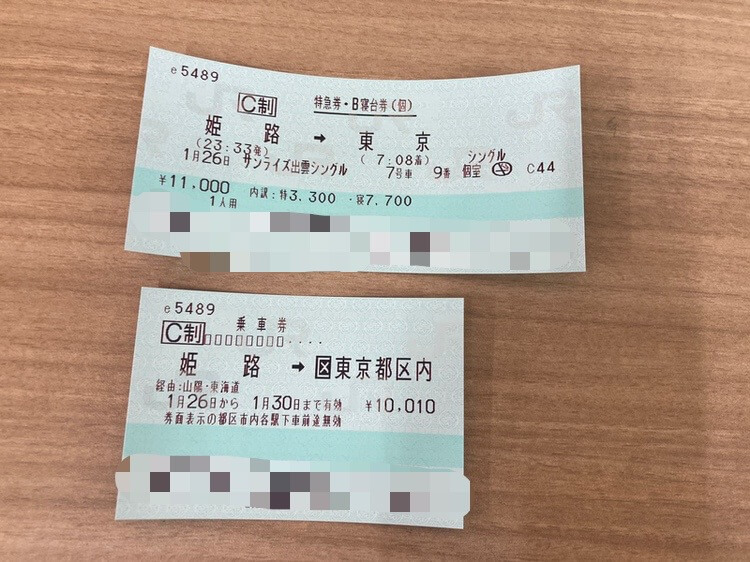 e5489
C制 特急券・B寝台券(個)
姫 路 → 東 京
(23:33発) (7:08着) シングル
1月26日 サンライズ出雲シングル 7号車 9番 個室 C44
¥11,000 内訳:特3,300・寝7,700
1人用
e5489
C制 乗車券
□□□□□□□□□‥‥
姫 路 → 区東京都区内
経由:山陽・東海道
1月26日から 1月30日まで有効 ¥10,010
券面表示の都区市内各駅下車前途無効